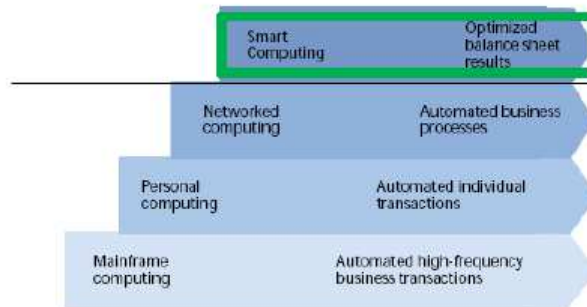 Smart
Computing
Optimized
balance sheet
results
Networked
computing
Automated business
processes
Personal
computing
Automated individual
transactions
Mainframe
computing
Automated high-frequency
business transactions